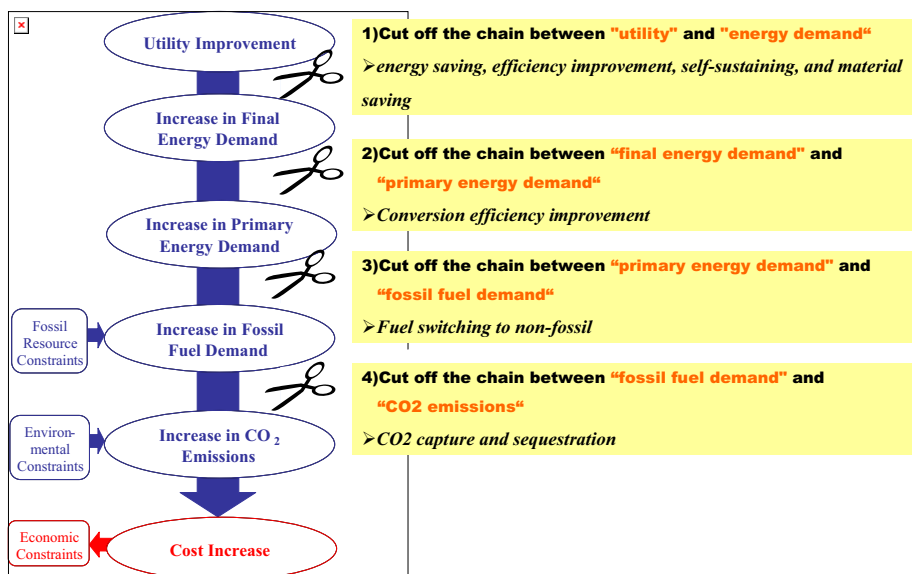 Utility Improvement
Increase in Final
Energy Demand
Increase in Primary
Energy Demand
Fossil
Resource
Constraints
Increase in Fossil
Fuel Demand
Environ-
mental
Constraints
Increase in CO 2
Emissions
Economic
Constraints
Cost Increase
1)Cut off the chain between "utility" and "energy demand“
➢energy saving, efficiency improvement, self-sustaining, and material
saving
2)Cut off the chain between “final energy demand" and
“primary energy demand“
➢Conversion efficiency improvement
3)Cut off the chain between “primary energy demand" and
“fossil fuel demand“
➢Fuel switching to non-fossil
4)Cut off the chain between “fossil fuel demand" and
“CO2 emissions“
➢CO2 capture and sequestration